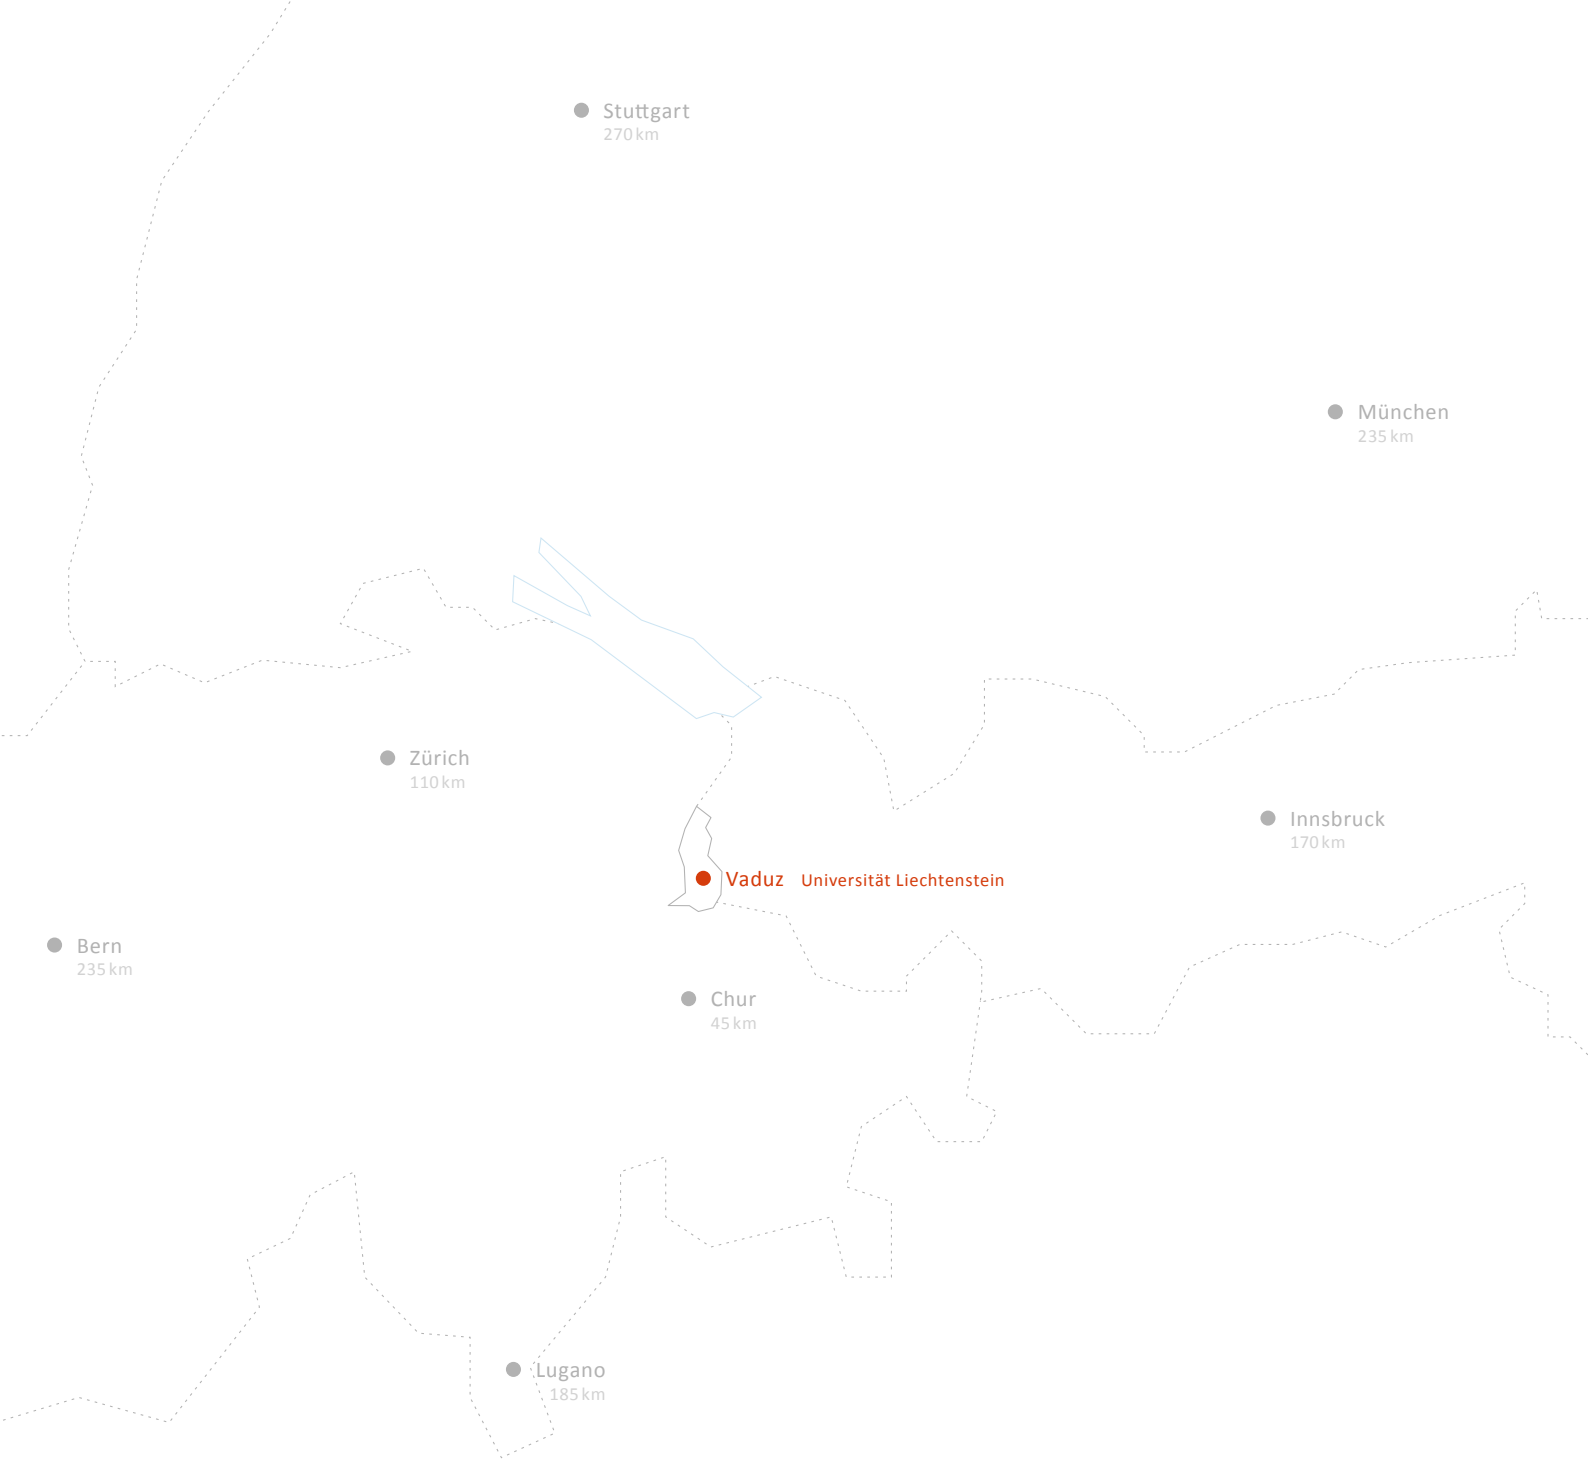 Stuttgart
270 km
München
235 km
Zürich
110 km
Innsbruck
170 km
Vaduz Universität Liechtenstein
Bern
235 km
Chur
45 km
Lugano
185 km